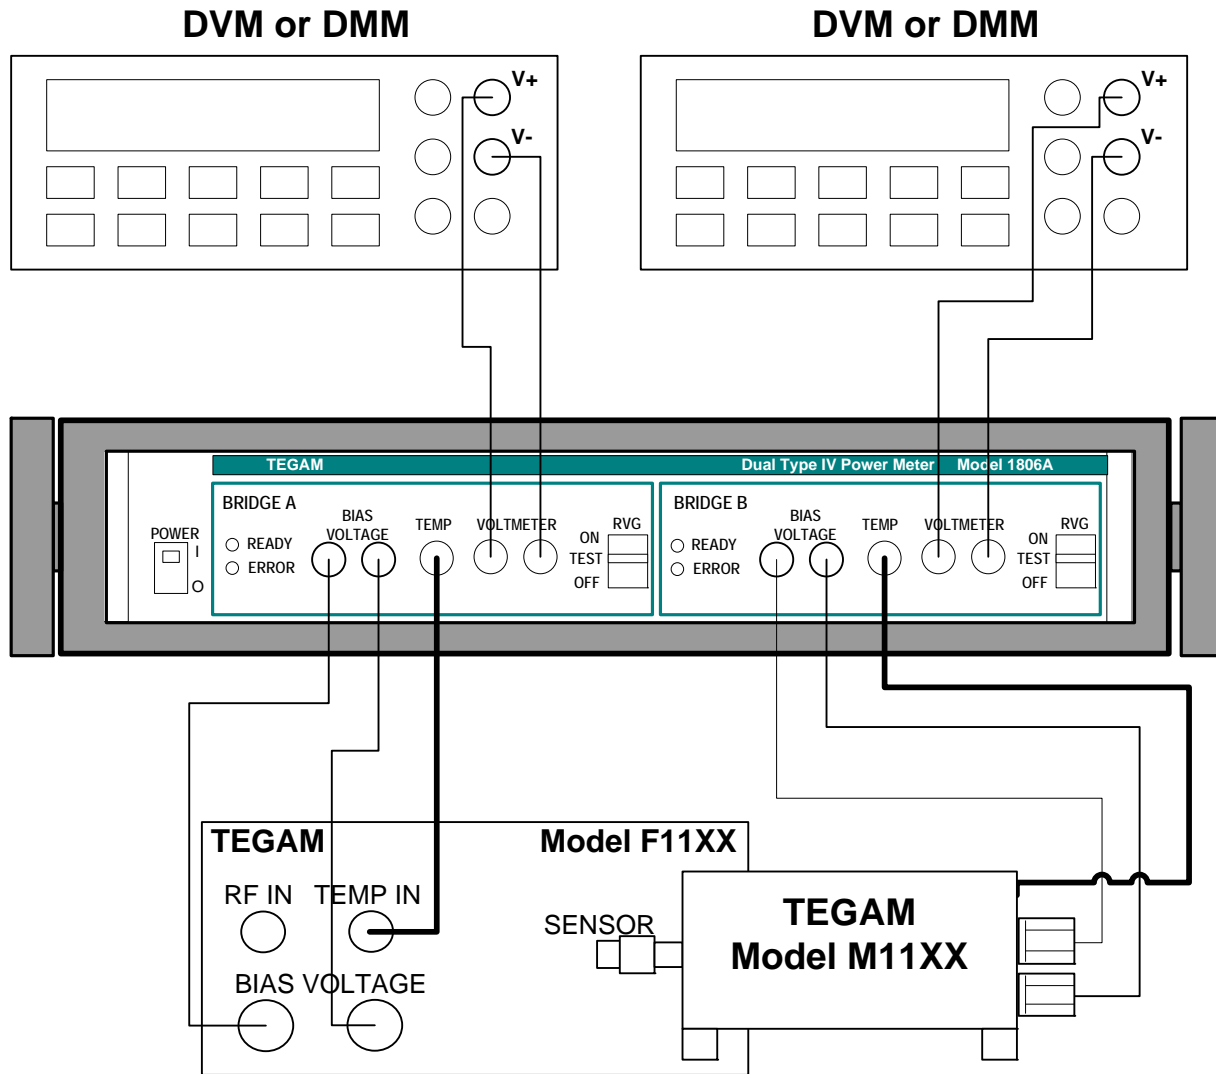 DVM or DMM
DVM or DMM
V+
V-
V+
V-
TEGAM
Dual Type IV Power Meter Model 1806A
POWER
I
O
BRIDGE A
READY
ERROR
BIAS
VOLTAGE
TEMP
VOLTMETER
RVG
ON
TEST
OFF
BRIDGE B
READY
ERROR
BIAS
VOLTAGE
TEMP
VOLTMETER
RVG
ON
TEST
OFF
TEGAM
Model F11XX
RF IN
TEMP IN
BIAS VOLTAGE
SENSOR
TEGAM
Model M11XX